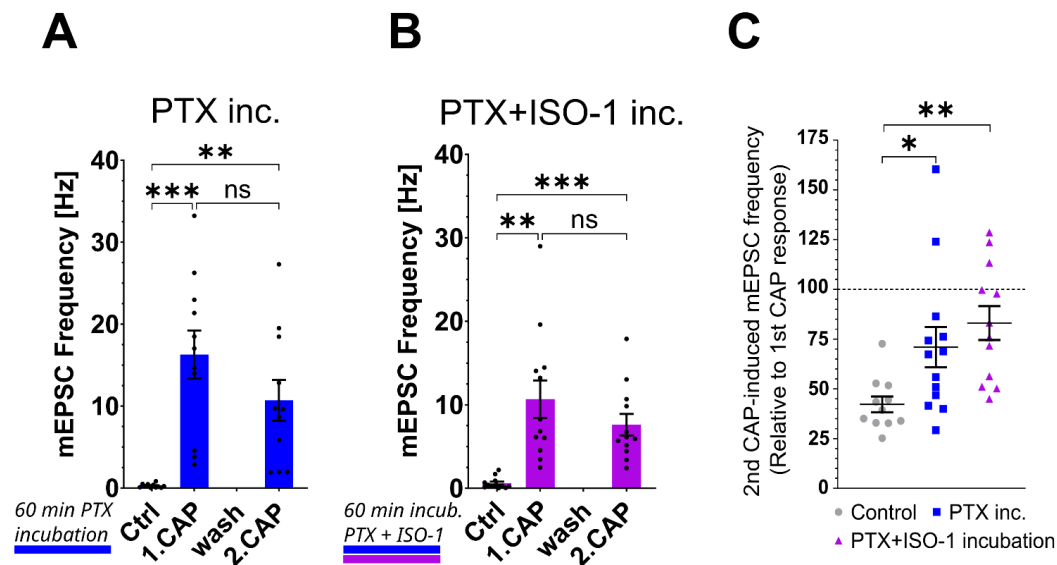 A
PTX inc.
mEPSC Frequency [Hz]
40
30
20
10
0
**
***
ns
Ctrl
1.CAP
wash
2.CAP
60 min PTX
incubation
B
PTX+ISO-1 inc.
mEPSC Frequency [Hz]
40
30
20
10
0
***
**
ns
Ctrl
1.CAP
wash
2.CAP
60 min incub.
PTX + ISO-1
C
2nd CAP-induced mEPSC frequency
(Relative to 1st CAP response)
175
150
125
100
75
50
25
0
**
*
Control
PTX inc.
PTX+ISO-1 incubation